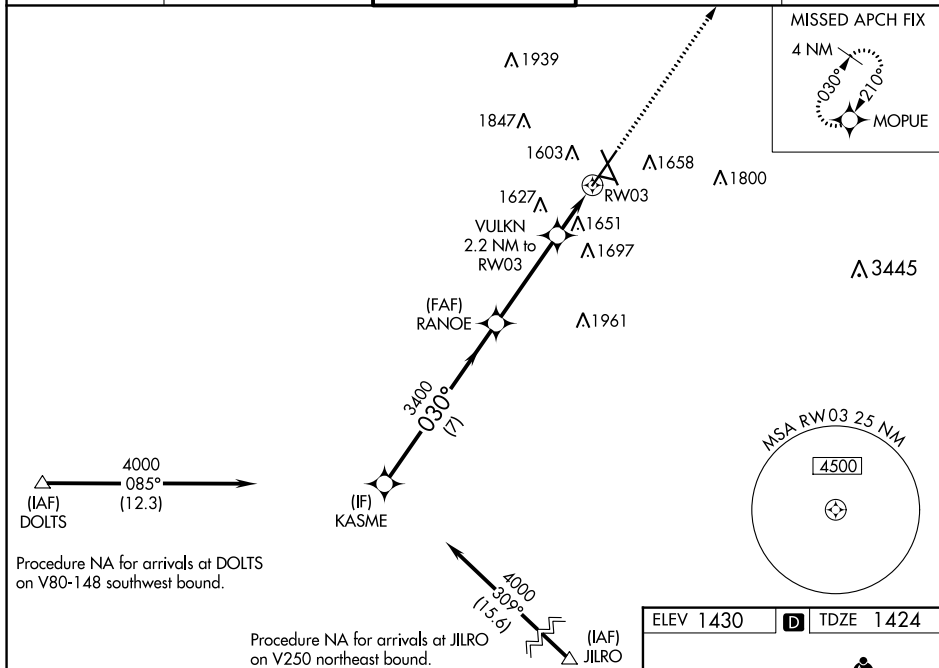 MISSED APCH FIX
4 NM
030°
210°
MOPUE
1939
1847
1603
1658
1800
RW03
1627
VULKN
2.2 NM to
RW03
1651
1697
3445
(FAF)
RANOE
1961
3400
030°
(7)
MSA RW03 25 NM
4500
4000
085°
(12.3)
(IAF)
DOLTS
(IF)
KASME
Procedure NA for arrivals at DOLTS
on V80-148 southwest bound.
4000
309°
(15.6)
(IAF)
JILRO
Procedure NA for arrivals at JILRO
on V250 northeast bound.
ELEV 1430 D TDZE 1424